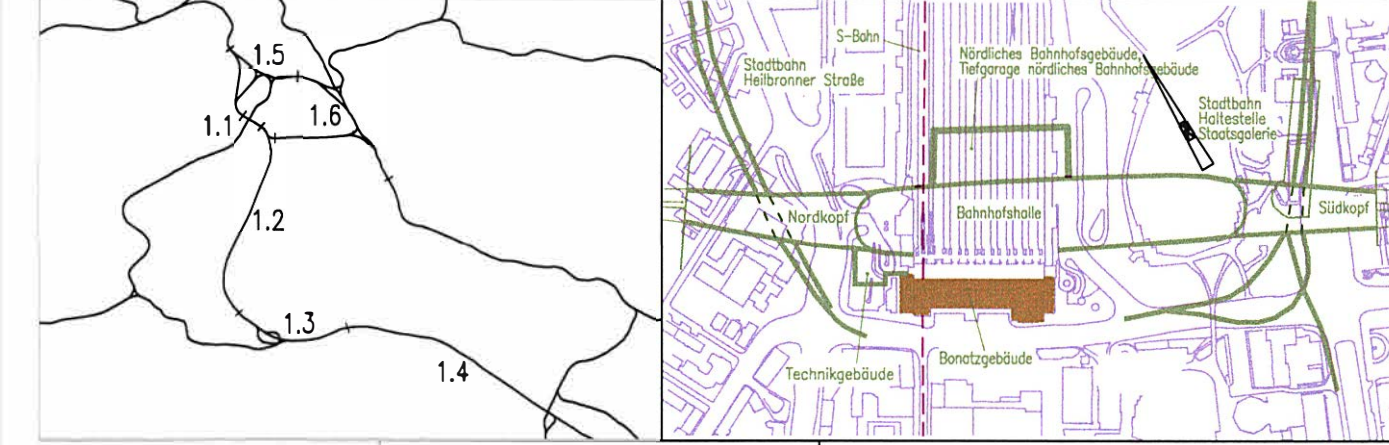 1.5
1.6
1.1
1.2
1.3
1.4
S-Bahn
Nördliches Bahnhofsgebäude,
Tiefgarage nördliches Bahnhofsgebäude
Stadtbahn
Heilbronner Straße
Stadtbahn
Haltestelle
Staatsgalerie
Nordkopf
Bahnhofshalle
Südkopf
Technikgebäude
Bonatzgebäude